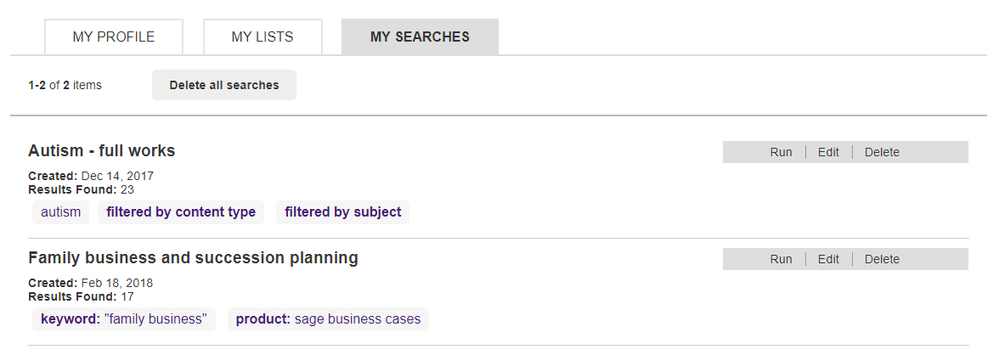 MY PROFILE MY LISTS MY SEARCHES
1-2 of 2 items Delete all searches
Autism - full works Run Edit Delete
Created: Dec 14, 2017
Results Found: 23
autism filtered by content type filtered by subject
Family business and succession planning Run Edit Delete
Created: Feb 18, 2018
Results Found: 17
keyword: "family business" product: sage business cases